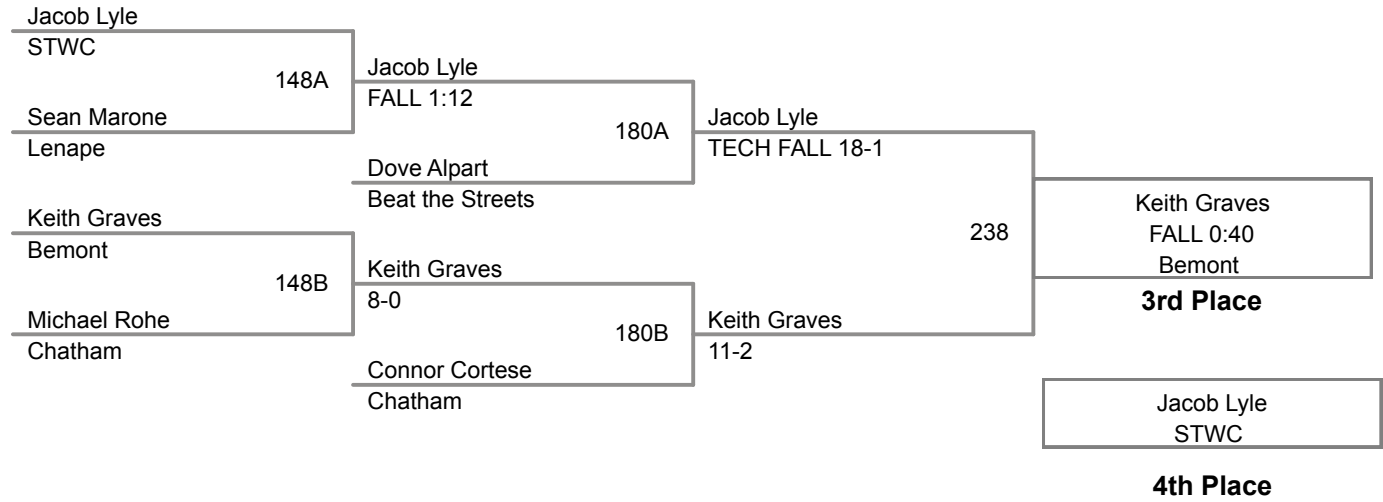 Jacob Lyle
STWC
148A
Sean Marone
Lenape
Keith Graves
Bemont
148B
Michael Rohe
Chatham
Jacob Lyle
FALL 1:12
180A
Dove Alpart
Beat the Streets
Keith Graves
8-0
180B
Connor Cortese
Chatham
Jacob Lyle
TECH FALL 18-1
238
Keith Graves
11-2
Keith Graves
FALL 0:40
Bemont
3rd Place
Jacob Lyle
STWC
4th Place